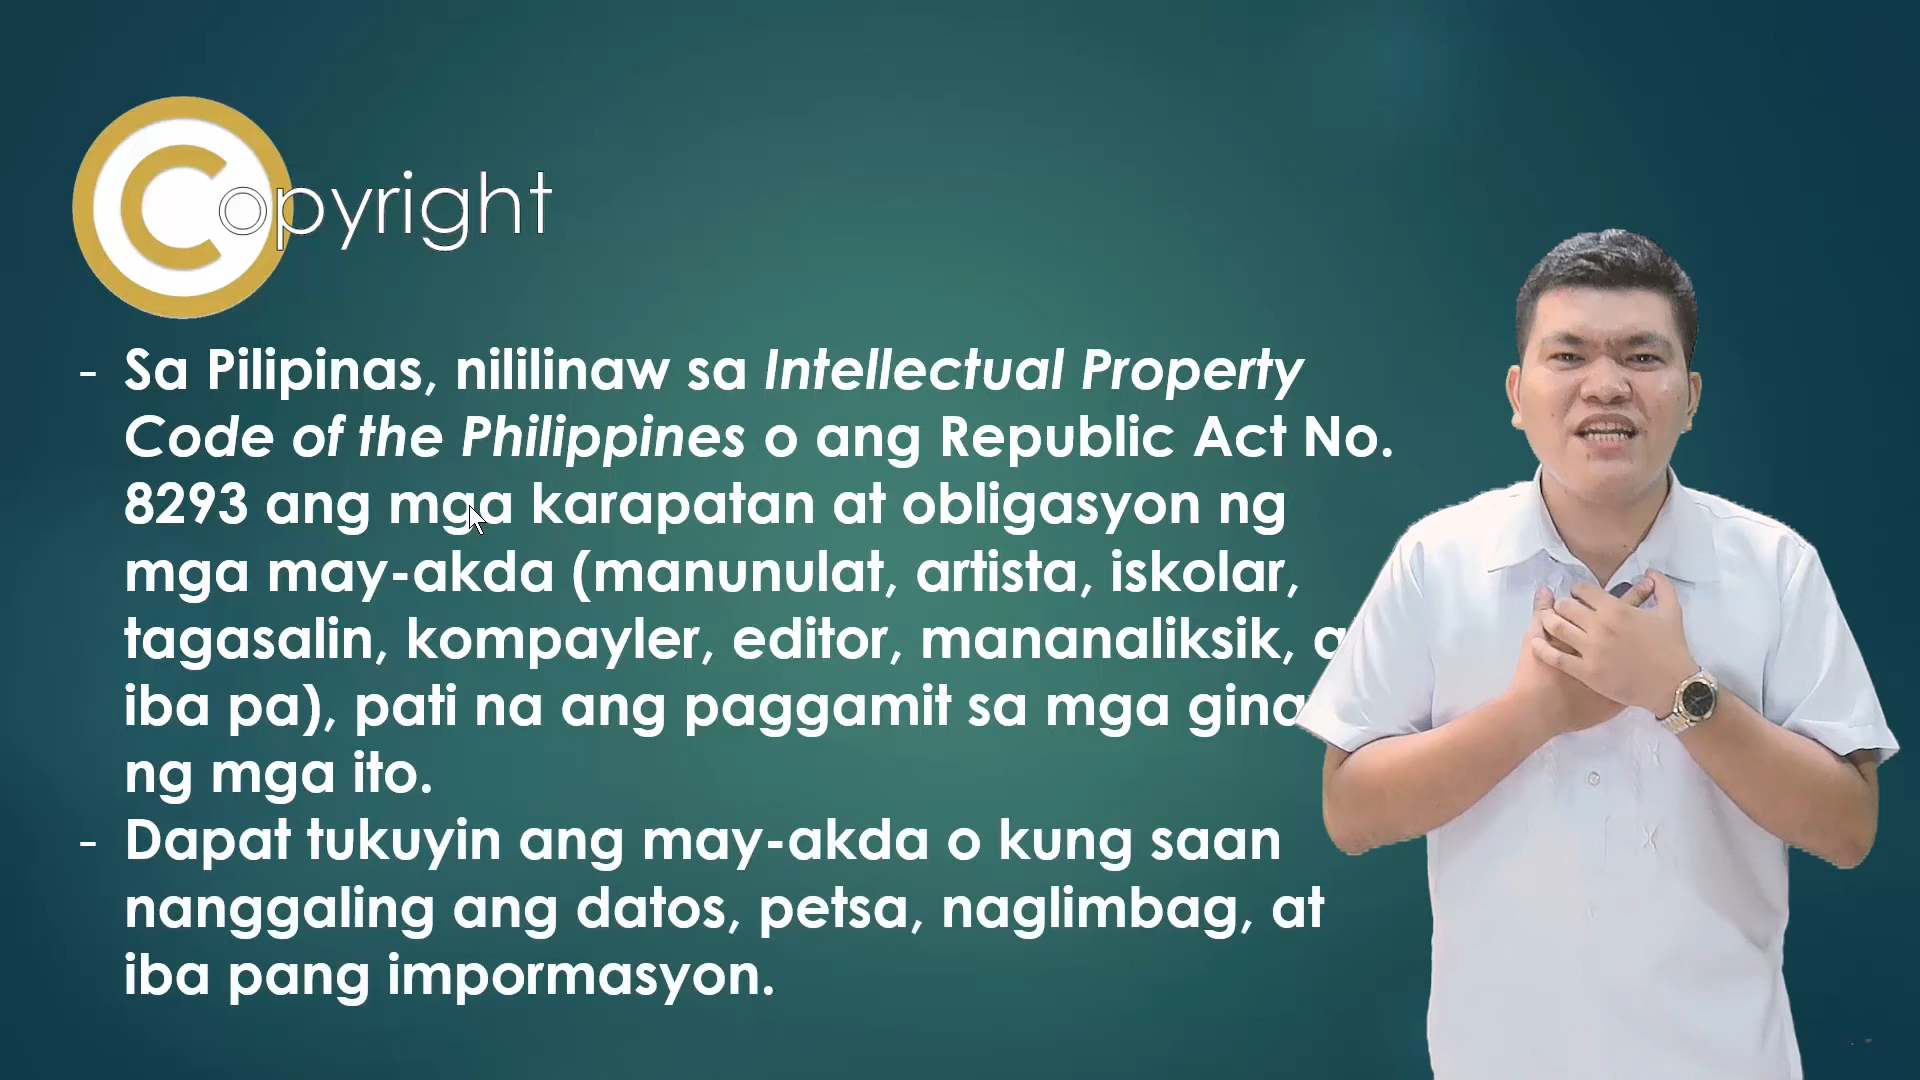 Copyright
- Sa Pilipinas, nililinaw sa Intellectual Property
Code of the Philippines o ang Republic Act No.
8293 ang mga karapatan at obligasyon ng
mga may-akda (manunulat, artista, iskolar,
tagasalin, kompayler, editor, mananaliksik,
iba pa), pati na ang paggamit sa mga
ng mga ito.
- Dapat tukuyin ang may-akda o kung saan
nanggaling ang datos, petsa, naglimbag, at
iba pang impormasyon.